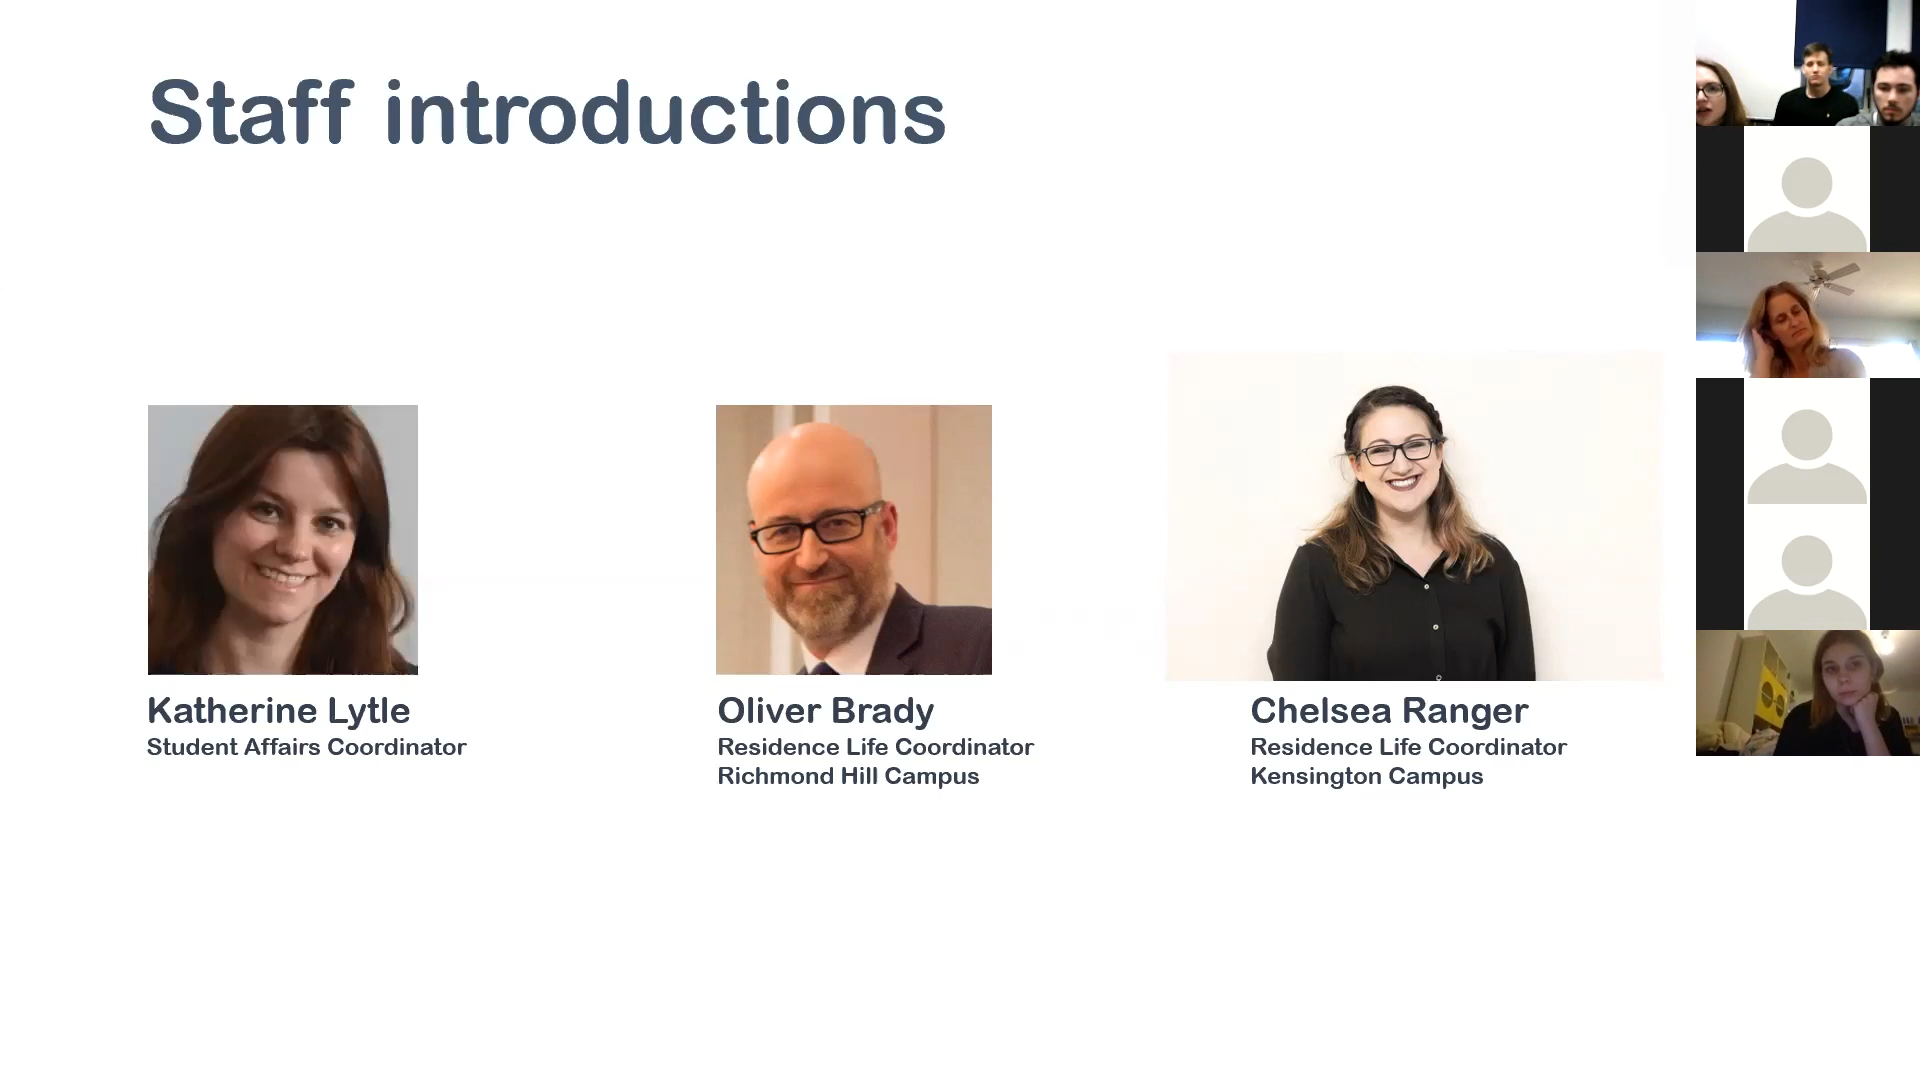 Staff introductions
Katherine Lytle
Student Affairs Coordinator
Oliver Brady
Residence Life Coordinator
Richmond Hill Campus
Chelsea Ranger
Residence Life Coordinator
Kensington Campus